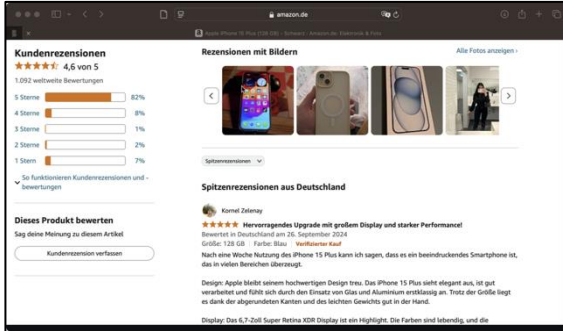 amazon.de
Apple iPhone 15 Plus (128 GB) - Schwarz : Amazon.de: Elektronik & Foto
Kundenrezensionen
4,6 von 5
1.092 weltweite Bewertungen
5 Sterne 82%
4 Sterne 8%
3 Sterne 1%
2 Sterne 2%
1 Stern 7%
So funktionieren Kundenrezensionen und -
bewertungen
Dieses Produkt bewerten
Sag deine Meinung zu diesem Artikel
Kundenrezension verfassen
Rezensionen mit Bildern
Alle Fotos anzeigen ›
Spitzenrezensionen
Spitzenrezensionen aus Deutschland
Kornel Zelenay
Hervorragendes Upgrade mit großem Display und starker Performance!
Bewertet in Deutschland am 26. September 2024
Größe: 128 GB | Farbe: Blau | Verifizierter Kauf
Nach eine Woche Nutzung des iPhone 15 Plus kann ich sagen, dass es ein beeindruckendes Smartphone ist,
das in vielen Bereichen überzeugt.
Design: Apple bleibt seinem hochwertigen Design treu. Das iPhone 15 Plus sieht elegant aus, ist gut
verarbeitet und fühlt sich durch den Einsatz von Glas und Aluminium erstklassig an. Trotz der Größe liegt
es dank der abgerundeten Kanten und des leichten Gewichts gut in der Hand.
Display: Das 6,7-Zoll Super Retina XDR Display ist ein Highlight. Die Farben sind lebendig, und die